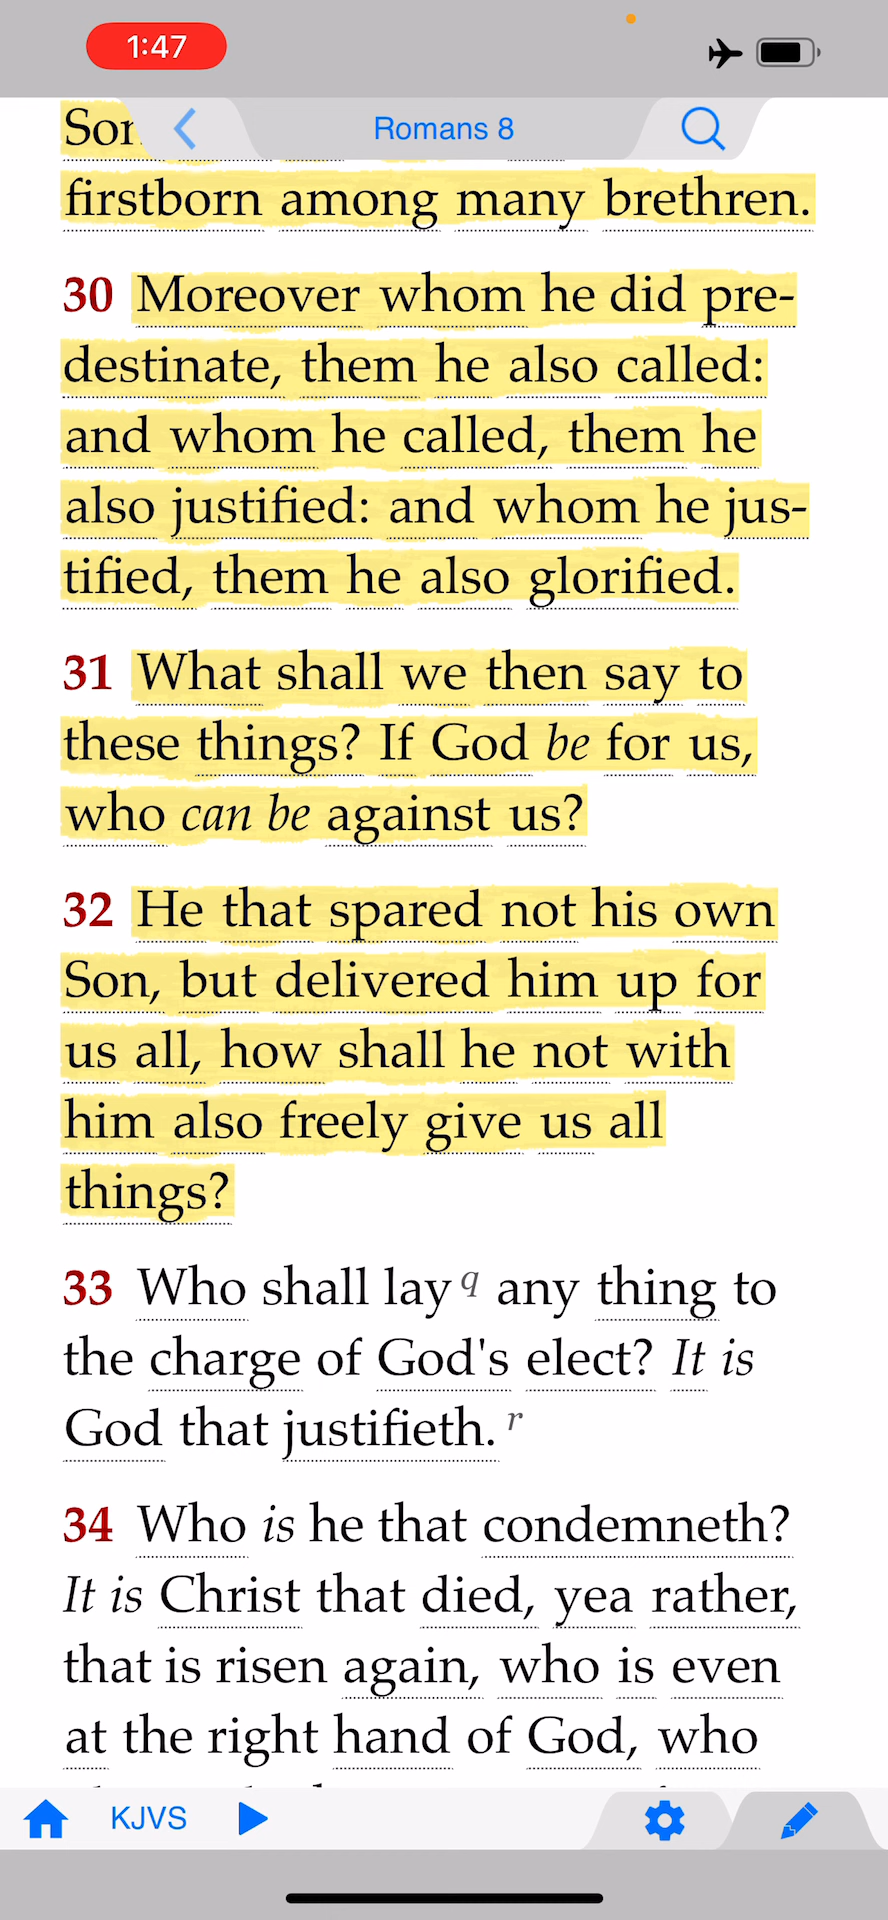 1:47
Romans 8
firstborn among many brethren.
30 Moreover whom he did pre-
destinate, them he also called:
and whom he called, them he
also justified: and whom he jus-
tified, them he also glorified.
31 What shall we then say to
these things? If God be for us,
who can be against us?
32 He that spared not his own
Son, but delivered him up for
us all, how shall he not with
him also freely give us all
things?
33 Who shall lay q any thing to
the charge of God's elect? It is
God that justifieth. r
34 Who is he that condemneth?
It is Christ that died, yea rather,
that is risen again, who is even
at the right hand of God, who
KJVS